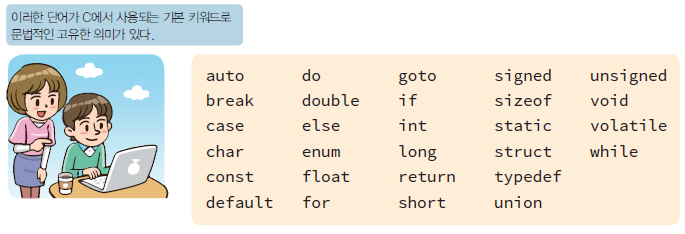 이러한 단어가 C에서 사용되는 기본 키워드로
문법적인 고유한 의미가 있다.
auto do goto signed unsigned
break double if sizeof void
case else int static volatile
char enum long struct while
const float return typedef
default for short union